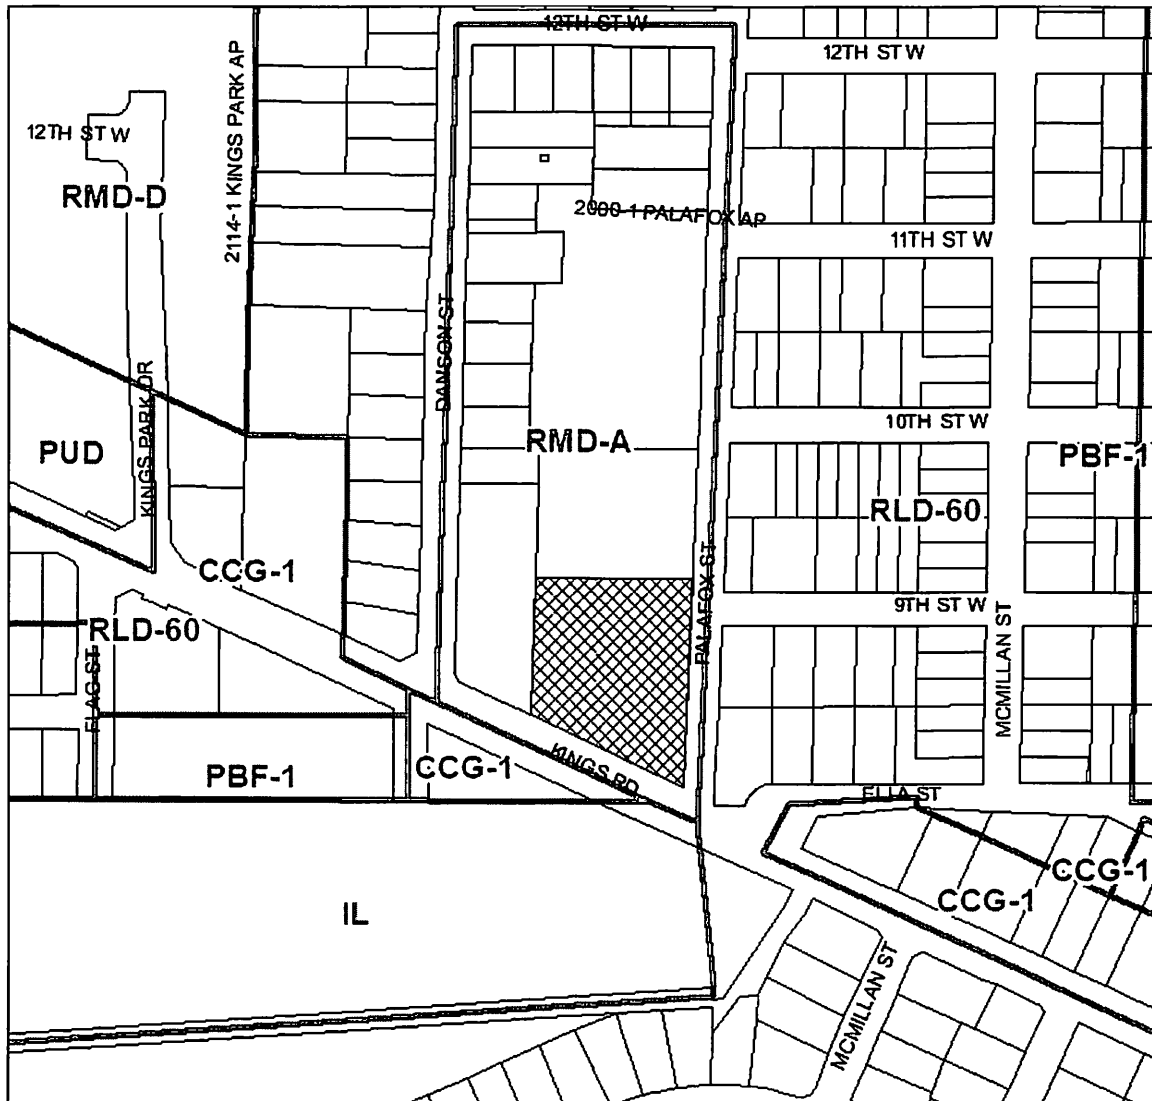 12TH ST W
12TH ST W
12TH ST W
RMD-D
2114-1 KINGS PARK AP
2000-1 PALAFOX AP
11TH ST W
DANSON ST
KINGS PARK DR
PUD
RMD-A
10TH ST W
PBF-1
RLD-60
CCG-1
PALAFOX ST
9TH ST W
MCMILLAN ST
RLD-60
FLAG ST
PBF-1
CCG-1
KINGS RD
ELLA ST
CCG-1
CCG-1
IL
MCMILLAN ST